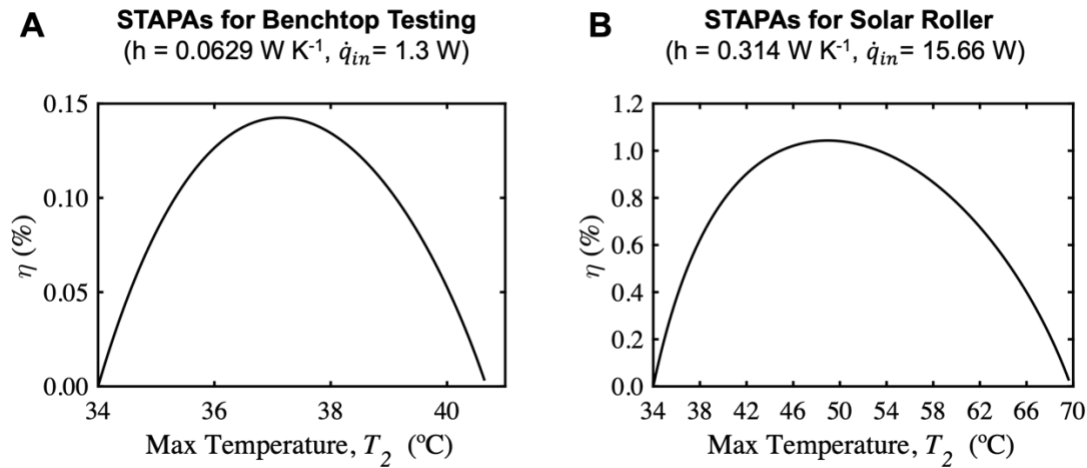 A
STAPAs for Benchtop Testing
(h = 0.0629 W K⁻¹, q̇ᵢₙ= 1.3 W)
0.15
0.10
0.05
0.00
η (%)
34 36 38 40
Max Temperature, T₂ (ºC)
B
STAPAs for Solar Roller
(h = 0.314 W K⁻¹, q̇ᵢₙ= 15.66 W)
1.2
1.0
0.8
0.6
0.4
0.2
0.0
η (%)
34 38 42 46 50 54 58 62 66 70
Max Temperature, T₂ (ºC)